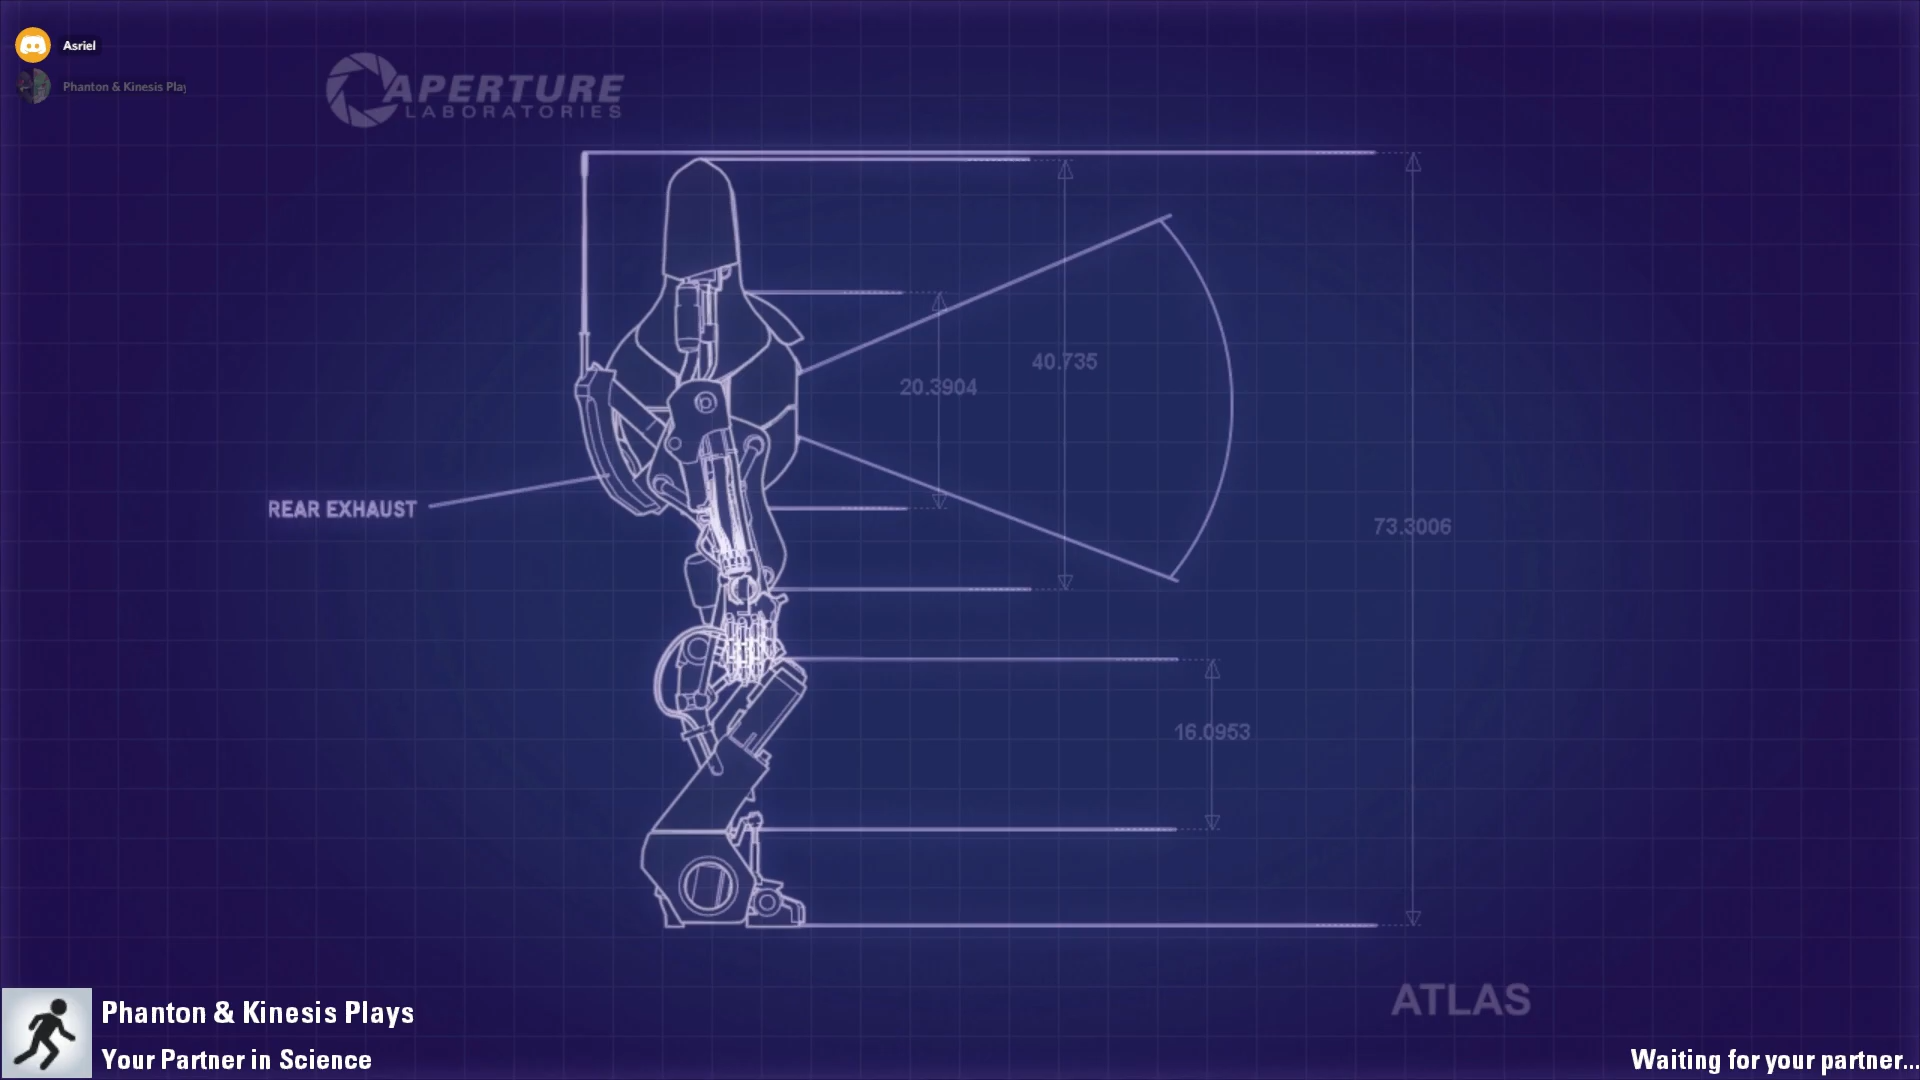 Asriel
Phanton & Kinesis Play
APERTURE
LABORATORIES
40.735
20.3904
REAR EXHAUST
73.3006
16.0953
ATLAS
Phanton & Kinesis Plays
Your Partner in Science
Waiting for your partner...